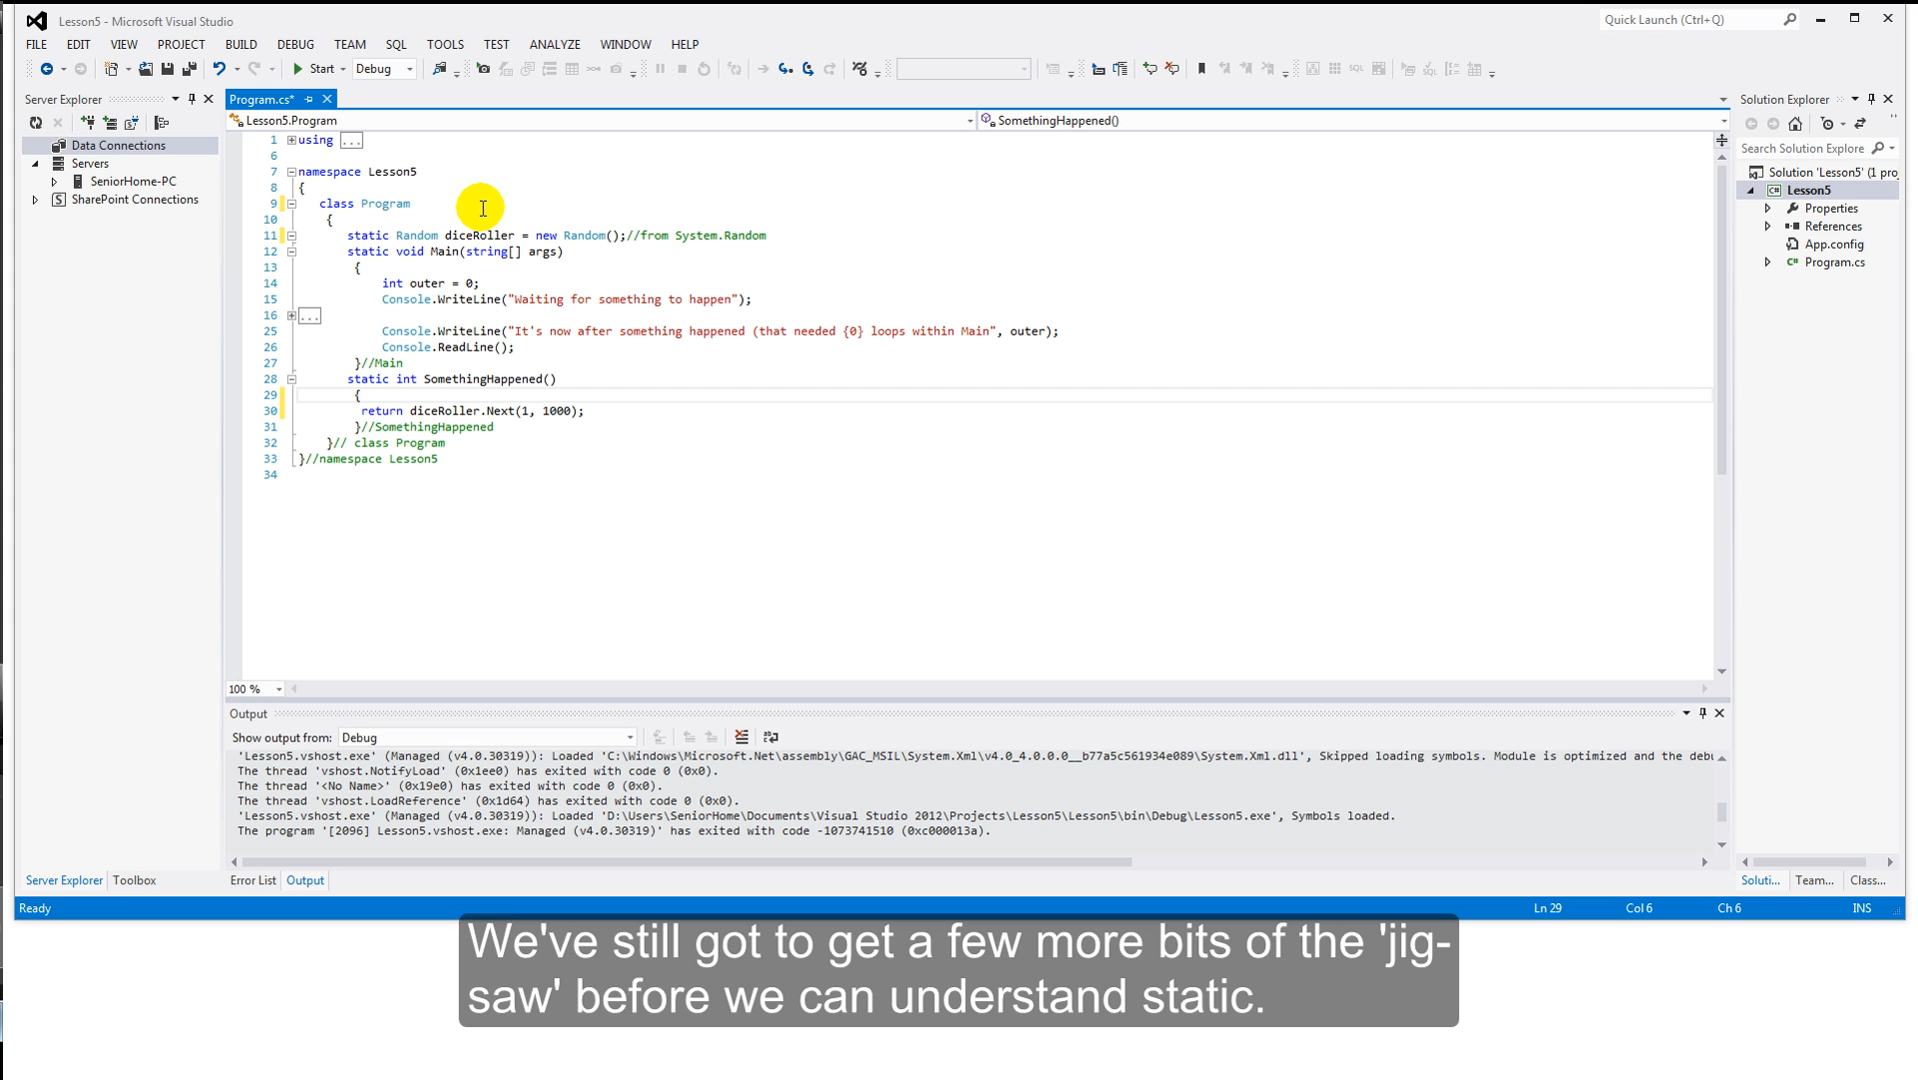 Lesson5 - Microsoft Visual Studio
Quick Launch (Ctrl+Q)
FILE EDIT VIEW PROJECT BUILD DEBUG TEAM SQL TOOLS TEST ANALYZE WINDOW HELP
Start Debug
Server Explorer
Data Connections
Servers
SeniorHome-PC
SharePoint Connections
Program.cs*
Lesson5.Program
SomethingHappened()
1 using ...
6
7 namespace Lesson5
8 {
9 class Program
10 {
11 static Random diceRoller = new Random();//from System.Random
12 static void Main(string[] args)
13 {
14 int outer = 0;
15 Console.WriteLine("Waiting for something to happen");
16 ...
25 Console.WriteLine("It's now after something happened (that needed {0} loops within Main", outer);
26 Console.ReadLine();
27 }//Main
28 static int SomethingHappened()
29 {
30 return diceRoller.Next(1, 1000);
31 }//SomethingHappened
32 }// class Program
33 }//namespace Lesson5
34
100 %
Solution Explorer
Search Solution Explore
Solution 'Lesson5' (1 proj
Lesson5
Properties
References
App.config
Program.cs
Output
Show output from: Debug
'Lesson5.vshost.exe' (Managed (v4.0.30319)): Loaded 'C:\Windows\Microsoft.Net\assembly\GAC_MSIL\System.Xml\v4.0_4.0.0.0__b77a5c561934e089\System.Xml.dll', Skipped loading symbols. Module is optimized and the debu
The thread 'vshost.NotifyLoad' (0x1ee0) has exited with code 0 (0x0).
The thread '<No Name>' (0x19e0) has exited with code 0 (0x0).
The thread 'vshost.LoadReference' (0x1d64) has exited with code 0 (0x0).
'Lesson5.vshost.exe' (Managed (v4.0.30319)): Loaded 'D:\Users\SeniorHome\Documents\Visual Studio 2012\Projects\Lesson5\Lesson5\bin\Debug\Lesson5.exe', Symbols loaded.
The program '[2096] Lesson5.vshost.exe: Managed (v4.0.30319)' has exited with code -1073741510 (0xc000013a).
Server Explorer Toolbox
Error List Output
Soluti... Team... Class...
Ready
Ln 29 Col 6 Ch 6 INS
We've still got to get a few more bits of the 'jig-
saw' before we can understand static.